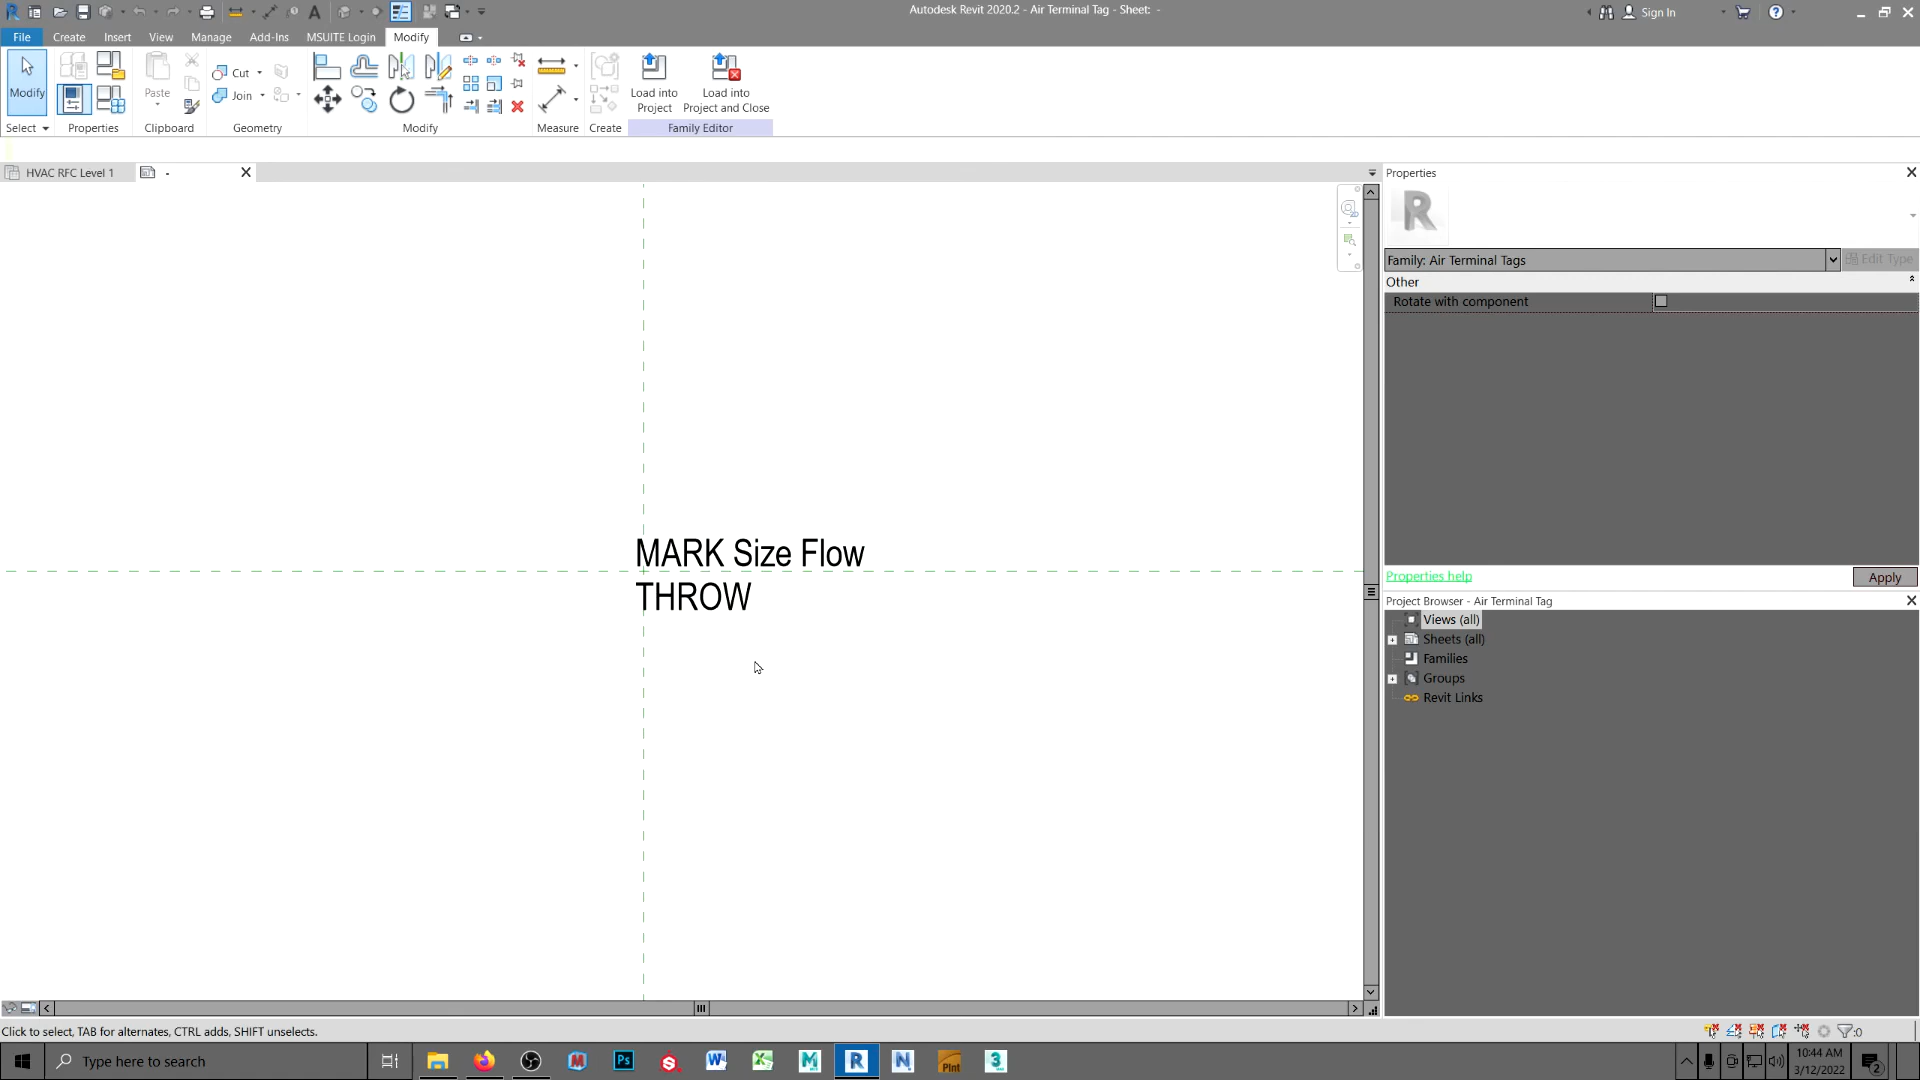 Autodesk Revit 2020.2 - Air Terminal Tag - Sheet: -
Sign In
File Create Insert View Manage Add-Ins MSUITE Login Modify
Modify
Paste
Cut
Join
Load into Project
Load into Project and Close
Select Properties Clipboard Geometry Modify Measure Create Family Editor
HVAC RFC Level 1
-
Properties
Family: Air Terminal Tags
Edit Type
Other
Rotate with component
MARK Size Flow
THROW
Properties help
Apply
Project Browser - Air Terminal Tag
Views (all)
Sheets (all)
Families
Groups
Revit Links
Click to select, TAB for alternates, CTRL adds, SHIFT unselects.
:0
Type here to search
10:44 AM
3/12/2022
2